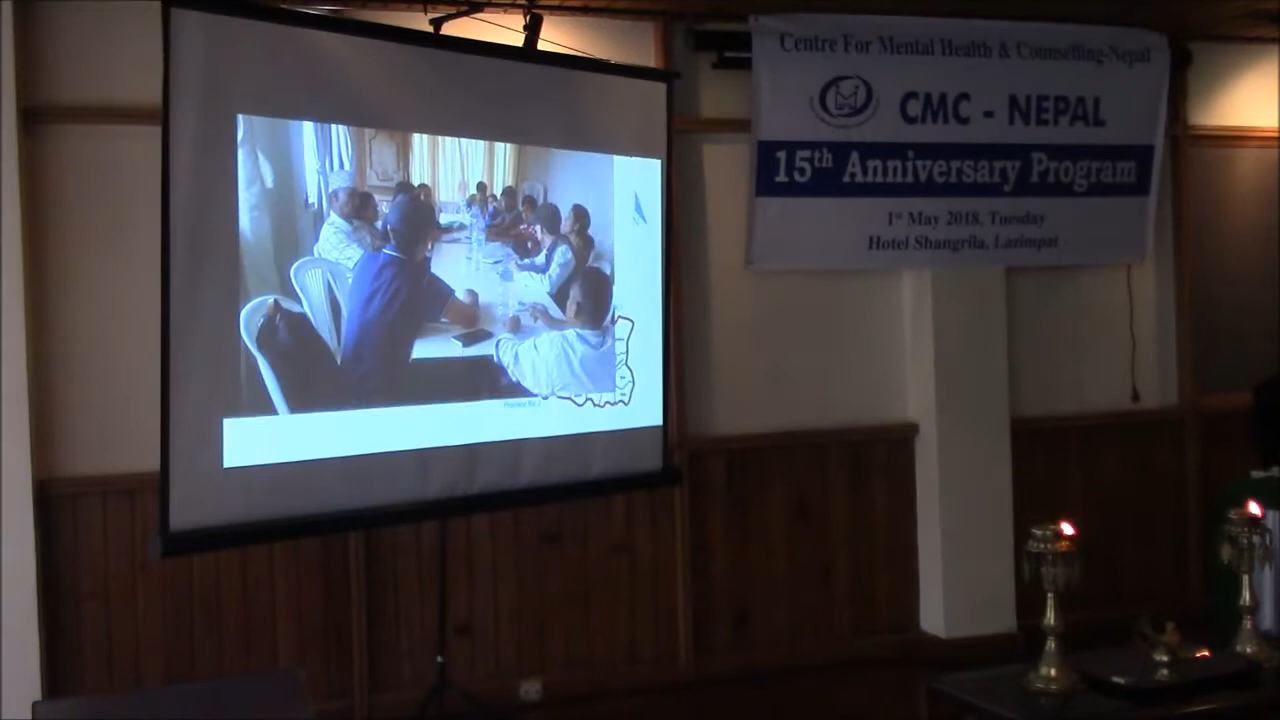 Centre For Mental Health & Counselling-Nepal
CMC - NEPAL
15th Anniversary Program
1st May 2018, Tuesday
Hotel Shangrila, Lazimpat